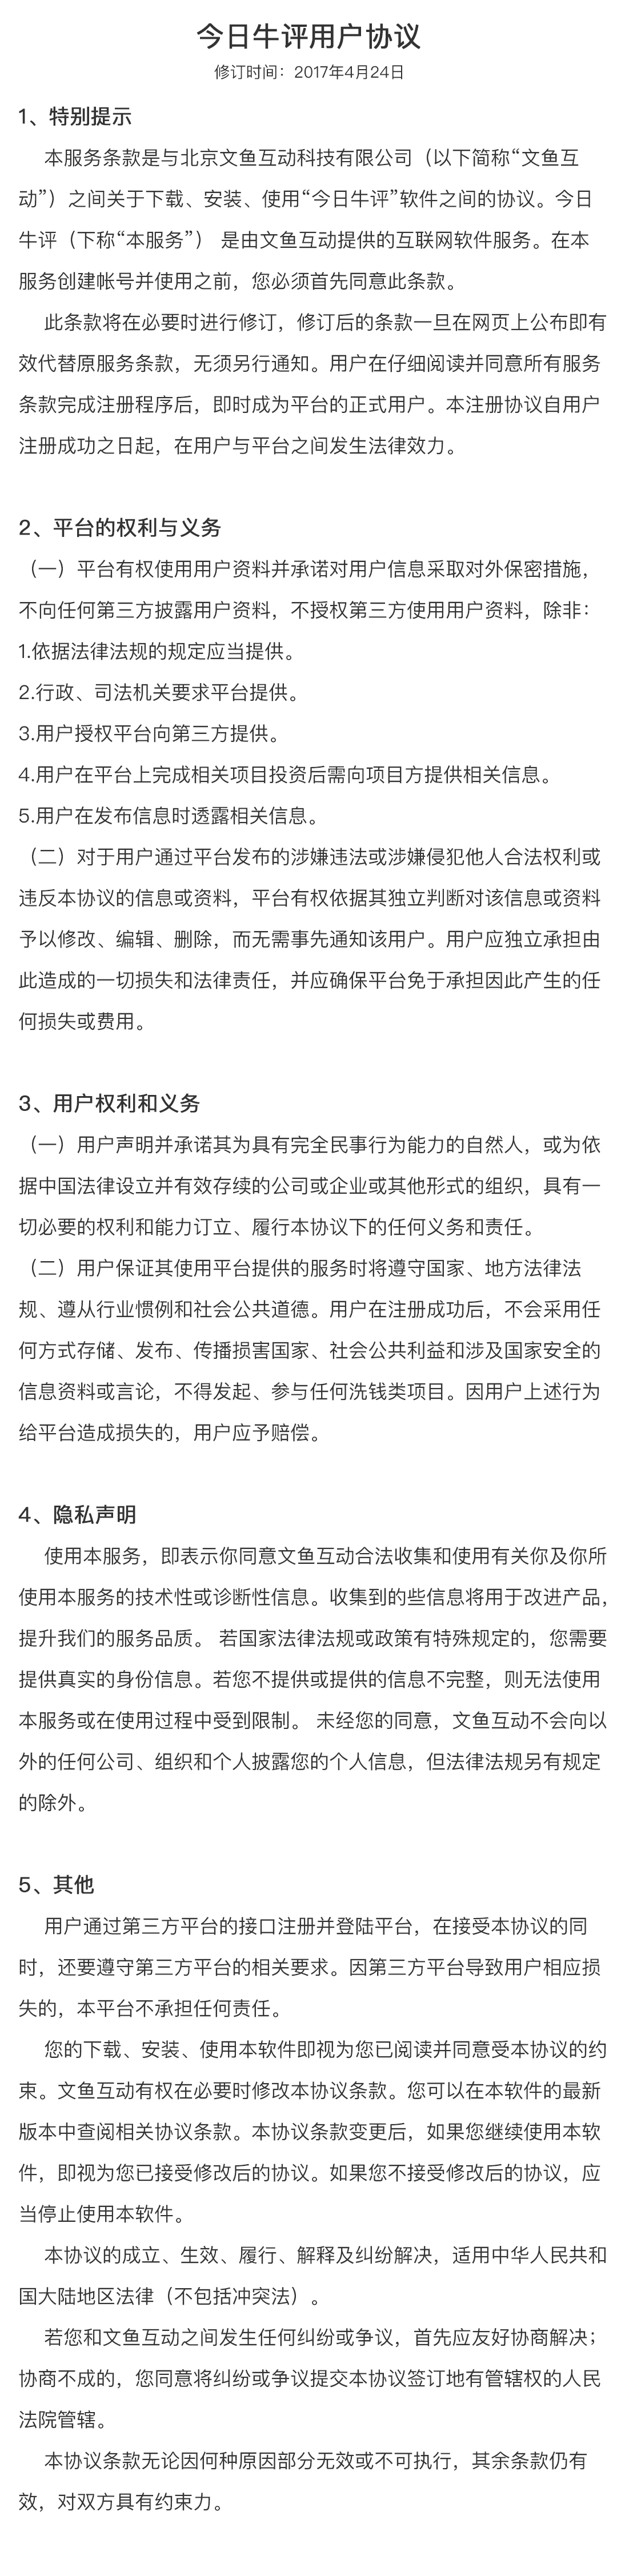 今日牛评用户协议
修订时间：2017年4月24日
1、特别提示
本服务条款是与北京文鱼互动科技有限公司（以下简称“文鱼互
动”）之间关于下载、安装、使用“今日牛评”软件之间的协议。今日
牛评（下称“本服务”） 是由文鱼互动提供的互联网软件服务。在本
服务创建帐号并使用之前，您必须首先同意此条款。
此条款将在必要时进行修订，修订后的条款一旦在网页上公布即有
效代替原服务条款，无须另行通知。用户在仔细阅读并同意所有服务
条款完成注册程序后，即时成为平台的正式用户。本注册协议自用户
注册成功之日起，在用户与平台之间发生法律效力。
2、平台的权利与义务
（一）平台有权使用用户资料并承诺对用户信息采取对外保密措施，
不向任何第三方披露用户资料，不授权第三方使用用户资料，除非：
1.依据法律法规的规定应当提供。
2.行政、司法机关要求平台提供。
3.用户授权平台向第三方提供。
4.用户在平台上完成相关项目投资后需向项目方提供相关信息。
5.用户在发布信息时透露相关信息。
（二）对于用户通过平台发布的涉嫌违法或涉嫌侵犯他人合法权利或
违反本协议的信息或资料，平台有权依据其独立判断对该信息或资料
予以修改、编辑、删除，而无需事先通知该用户。用户应独立承担由
此造成的一切损失和法律责任，并应确保平台免于承担因此产生的任
何损失或费用。
3、用户权利和义务
（一）用户声明并承诺其为具有完全民事行为能力的自然人，或为依
据中国法律设立并有效存续的公司或企业或其他形式的组织，具有一
切必要的权利和能力订立、履行本协议下的任何义务和责任。
（二）用户保证其使用平台提供的服务时将遵守国家、地方法律法
规、遵从行业惯例和社会公共道德。用户在注册成功后，不会采用任
何方式存储、发布、传播损害国家、社会公共利益和涉及国家安全的
信息资料或言论，不得发起、参与任何洗钱类项目。因用户上述行为
给平台造成损失的，用户应予赔偿。
4、隐私声明
使用本服务，即表示你同意文鱼互动合法收集和使用有关你及你所
使用本服务的技术性或诊断性信息。收集到的些信息将用于改进产品，
提升我们的服务品质。 若国家法律法规或政策有特殊规定的，您需要
提供真实的身份信息。若您不提供或提供的信息不完整，则无法使用
本服务或在使用过程中受到限制。 未经您的同意，文鱼互动不会向以
外的任何公司、组织和个人披露您的个人信息，但法律法规另有规定
的除外。
5、其他
用户通过第三方平台的接口注册并登陆平台，在接受本协议的同
时，还要遵守第三方平台的相关要求。因第三方平台导致用户相应损
失的，本平台不承担任何责任。
您的下载、安装、使用本软件即视为您已阅读并同意受本协议的约
束。文鱼互动有权在必要时修改本协议条款。您可以在本软件的最新
版本中查阅相关协议条款。本协议条款变更后，如果您继续使用本软
件，即视为您已接受修改后的协议。如果您不接受修改后的协议，应
当停止使用本软件。
本协议的成立、生效、履行、解释及纠纷解决，适用中华人民共和
国大陆地区法律（不包括冲突法）。
若您和文鱼互动之间发生任何纠纷或争议，首先应友好协商解决；
协商不成的，您同意将纠纷或争议提交本协议签订地有管辖权的人民
法院管辖。
本协议条款无论因何种原因部分无效或不可执行，其余条款仍有
效，对双方具有约束力。